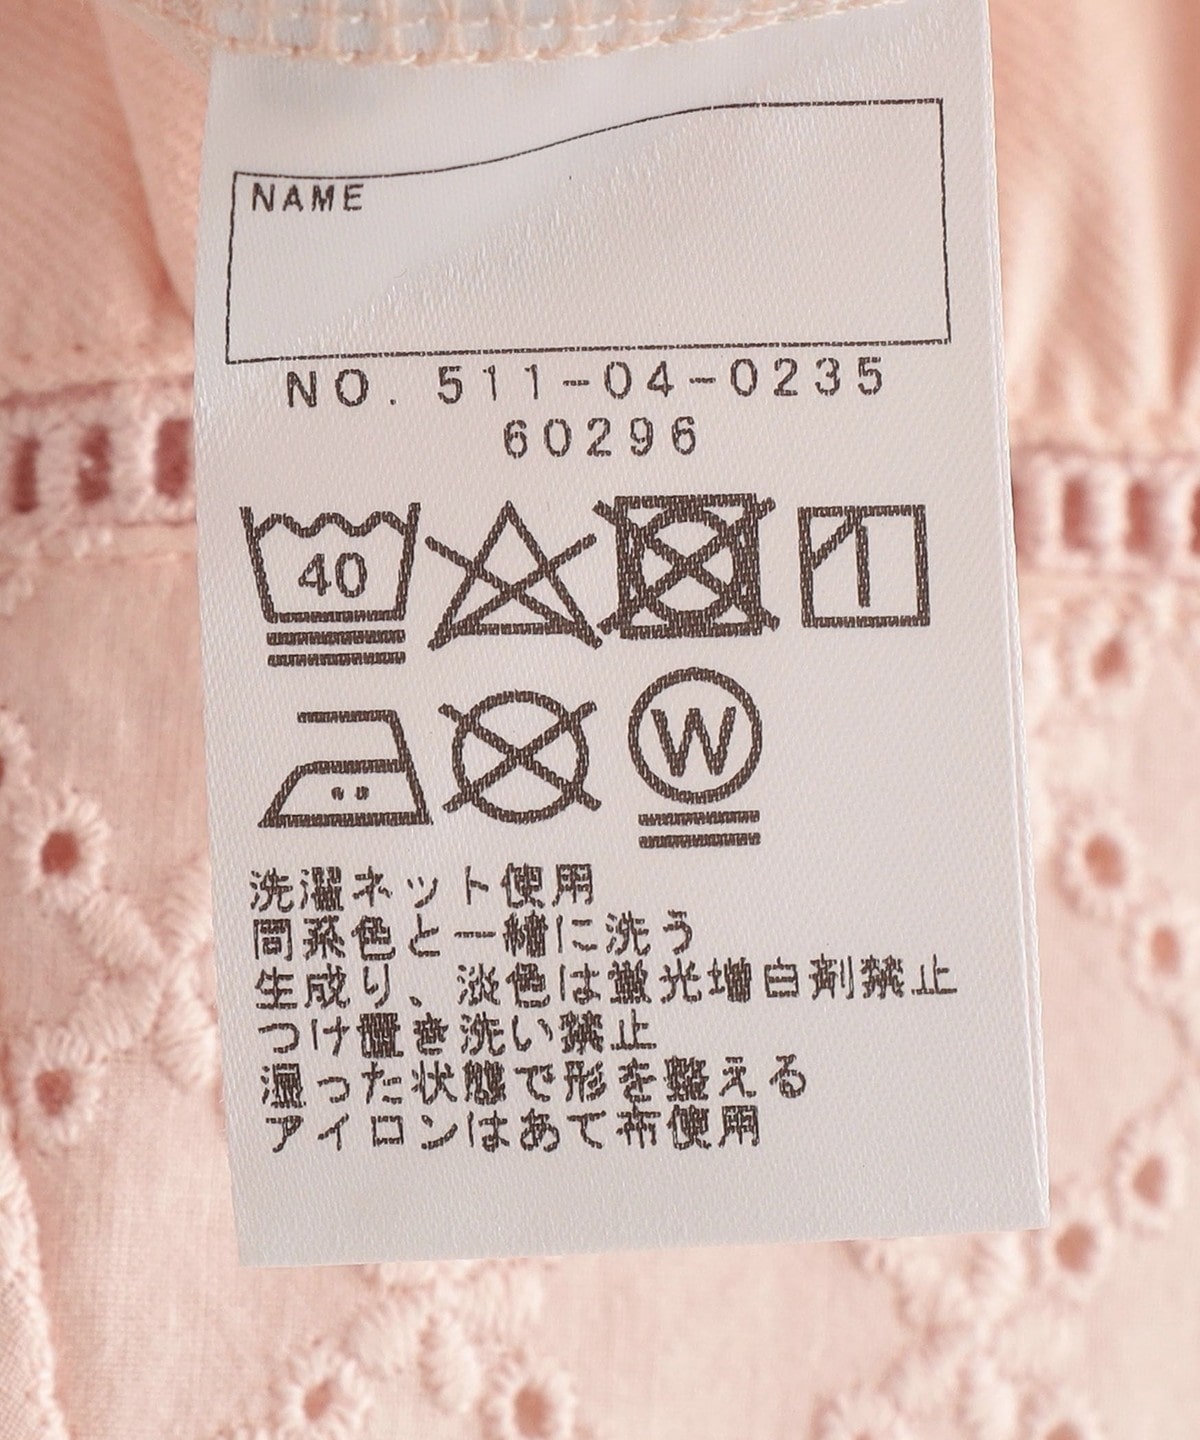 NAME
NO. 511-04-0235
60296
40
W
洗濯ネット使用
同系色と一緒に洗う
生成り、淡色は蛍光増白剤禁止
つけ置き洗い禁止
湿った状態で形を整える
アイロンはあて布使用